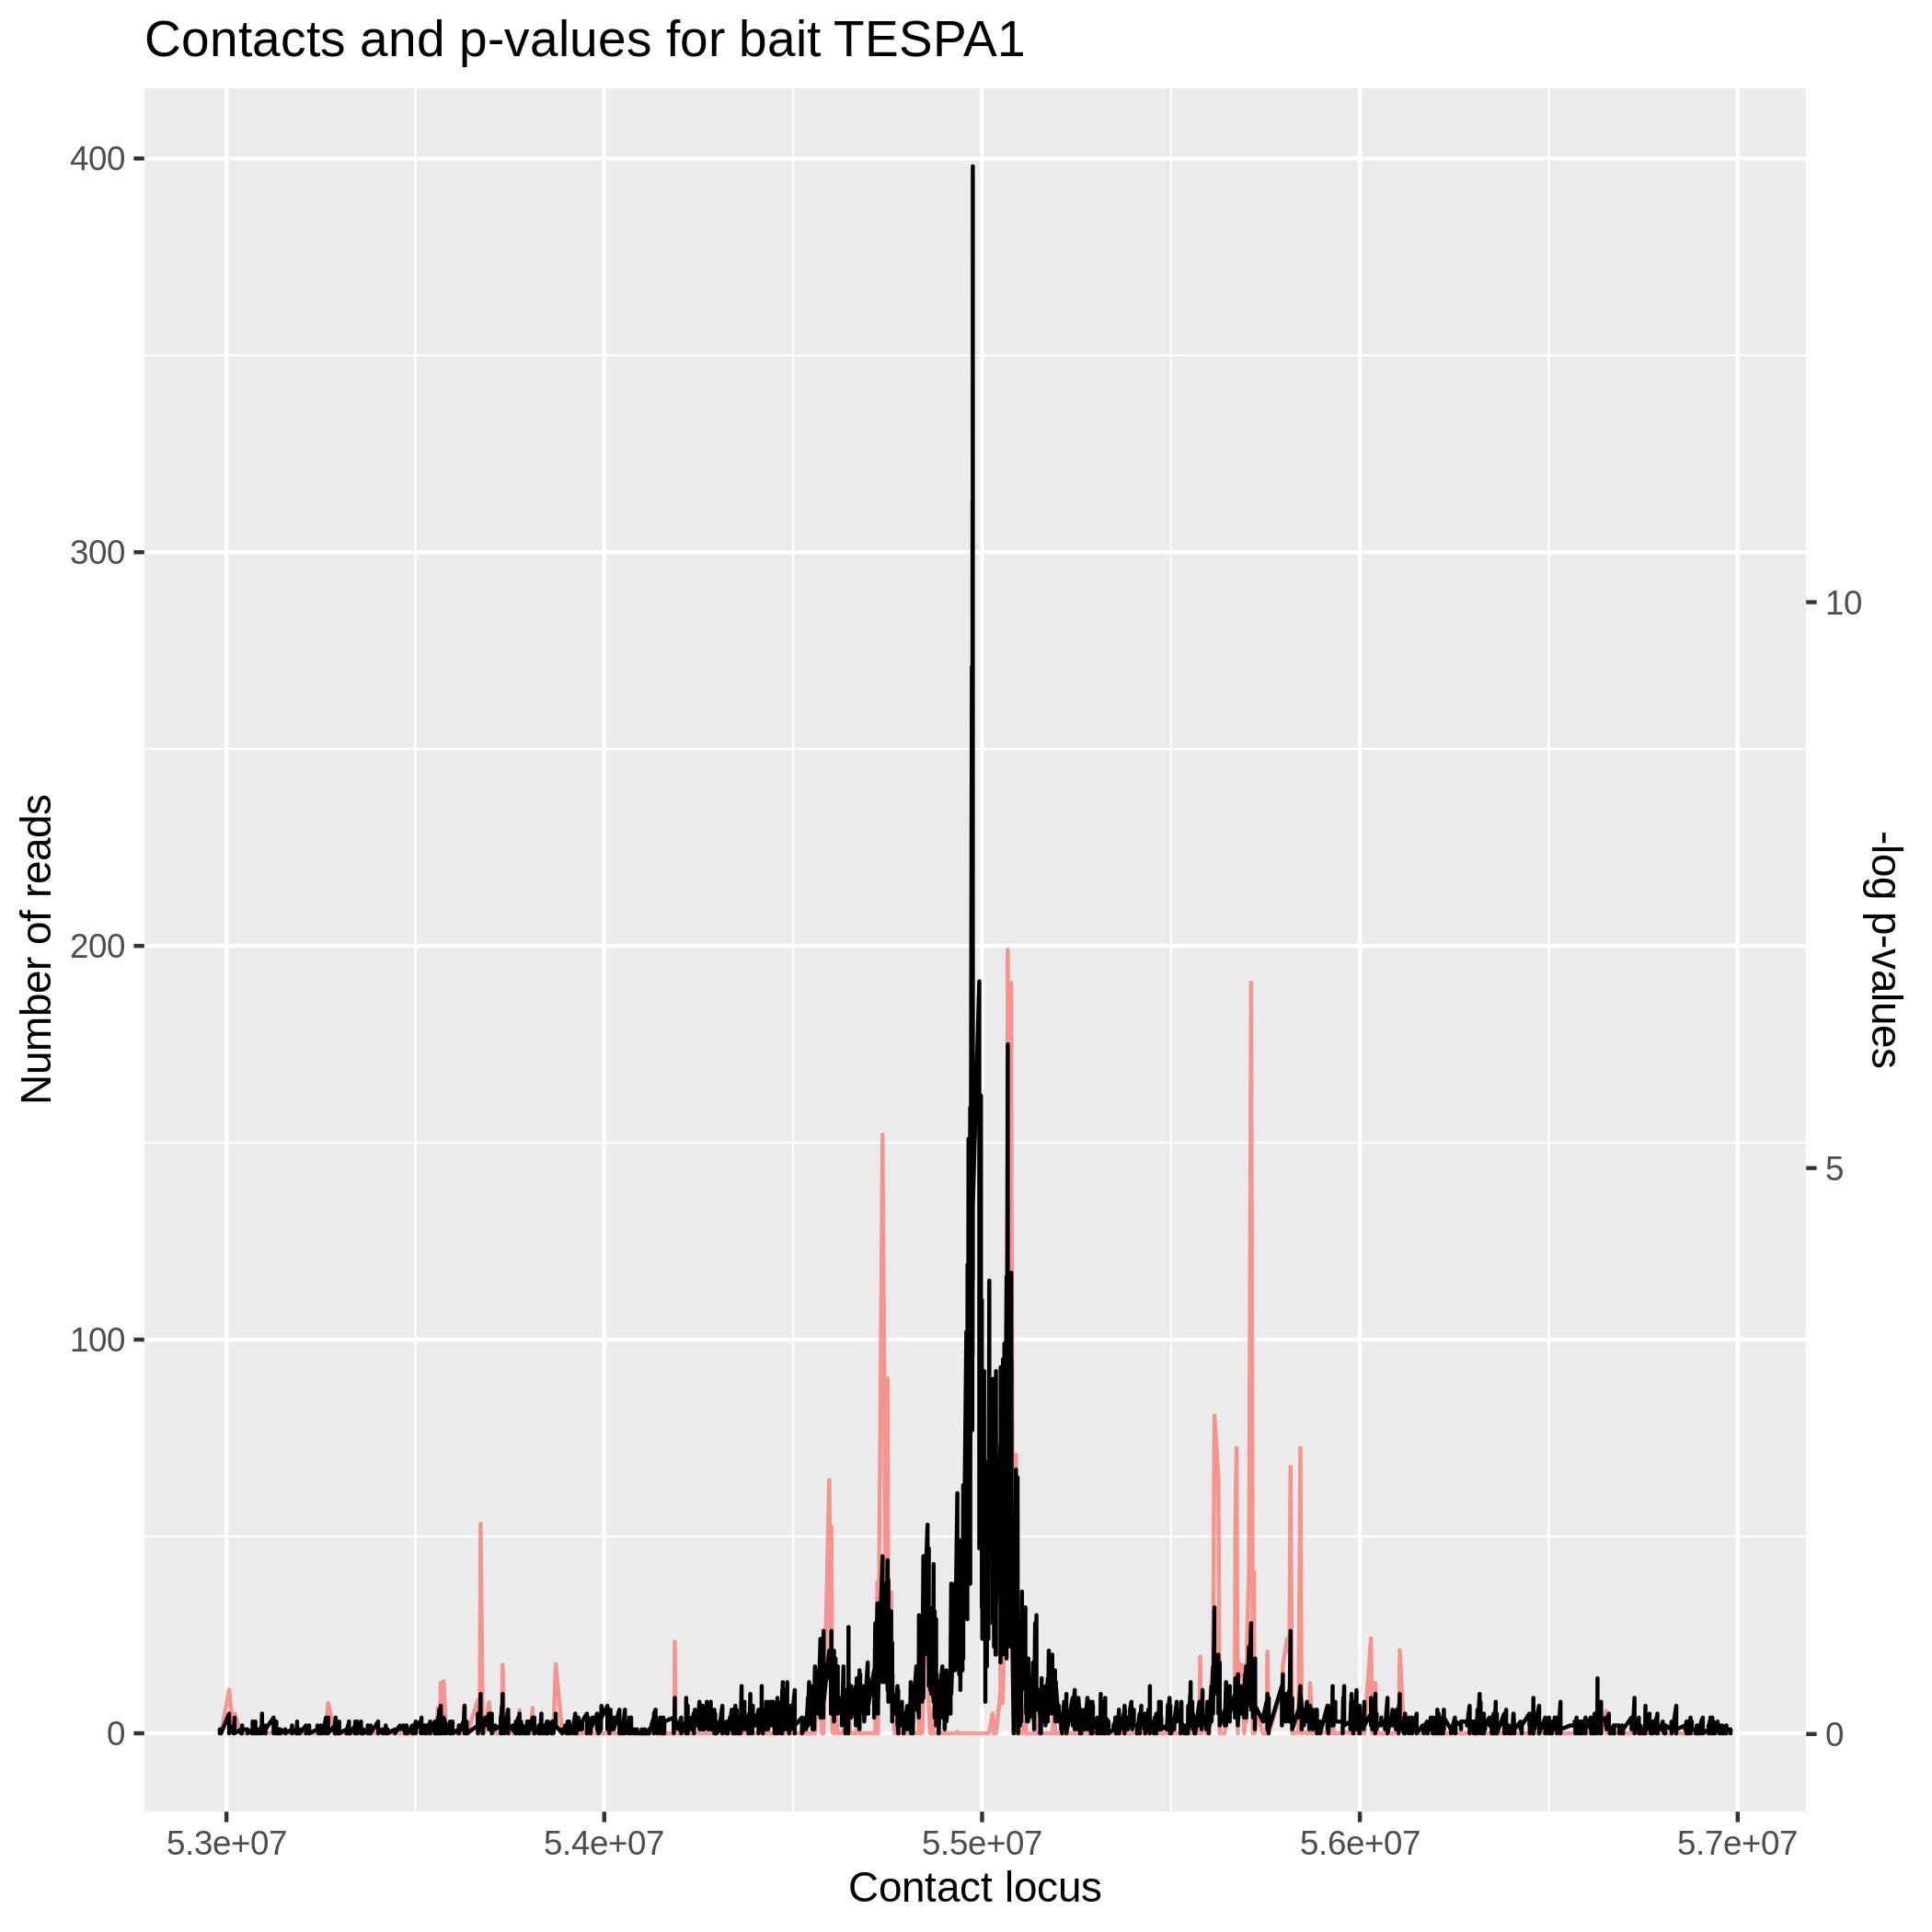 Contacts and p-values for bait TESPA1
400
300
200
100
0
Number of reads
10
5
0
-log p-values
5.3e+07
5.4e+07
5.5e+07
5.6e+07
5.7e+07
Contact locus